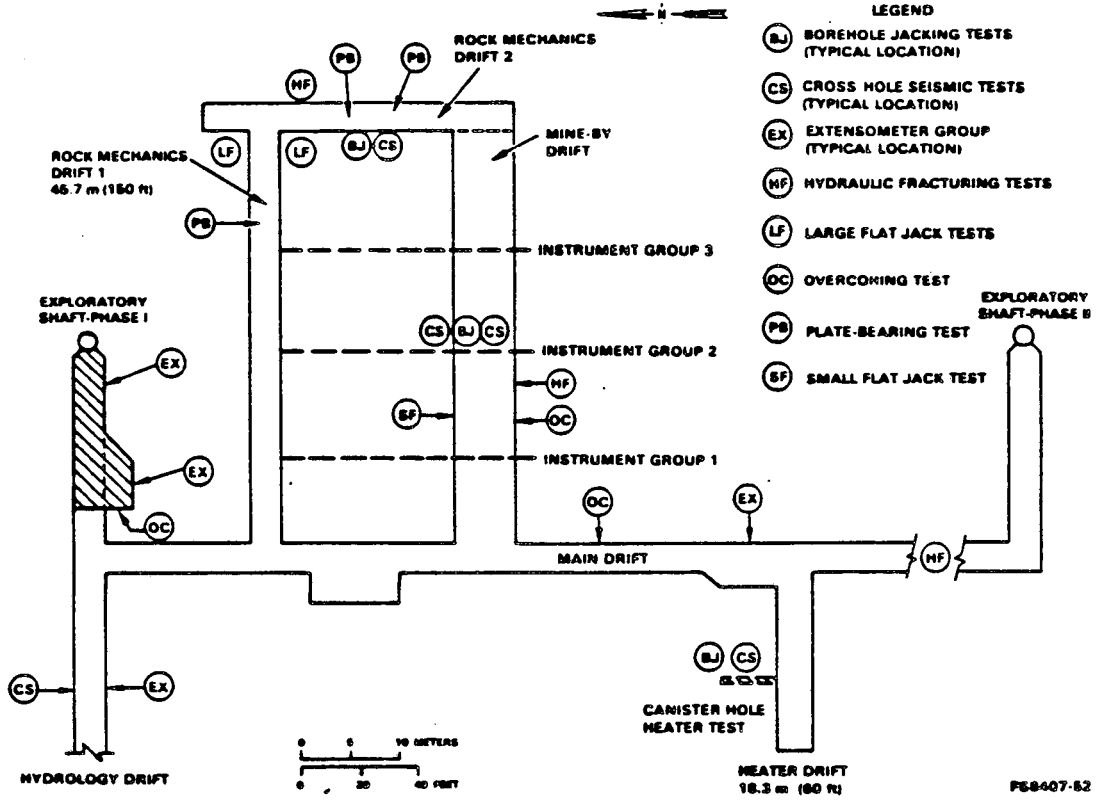 N
LEGEND
BJ BOREHOLE JACKING TESTS
(TYPICAL LOCATION)
CS CROSS HOLE SEISMIC TESTS
(TYPICAL LOCATION)
EX EXTENSOMETER GROUP
(TYPICAL LOCATION)
HF HYDRAULIC FRACTURING TESTS
LF LARGE FLAT JACK TESTS
OC OVERCORING TEST
PB PLATE-BEARING TEST
SF SMALL FLAT JACK TEST
ROCK MECHANICS
DRIFT 2
PB
PB
HF
MINE-BY
DRIFT
LF
LF
BJ
CS
ROCK MECHANICS
DRIFT 1
45.7 m (150 ft)
PB
INSTRUMENT GROUP 3
EXPLORATORY
SHAFT-PHASE I
EXPLORATORY
SHAFT-PHASE II
CS
BJ
CS
INSTRUMENT GROUP 2
EX
HF
SF
OC
INSTRUMENT GROUP 1
EX
OC
OC
EX
MAIN DRIFT
HF
BJ
CS
CS
EX
CANISTER HOLE
HEATER TEST
0 5 10 METERS
0 20 40 FEET
HYDROLOGY DRIFT
HEATER DRIFT
18.3 m (60 ft)
PS8407-52